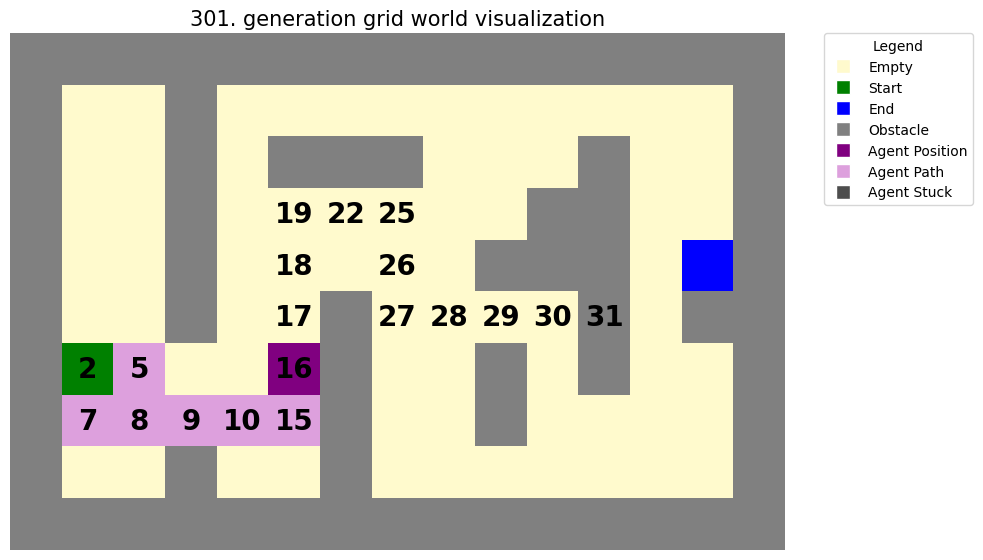 301. generation grid world visualization
Legend
Empty
Start
End
Obstacle
Agent Position
Agent Path
Agent Stuck
19 22 25
18 26
17 27 28 29 30 31
2 5 16
7 8 9 10 15